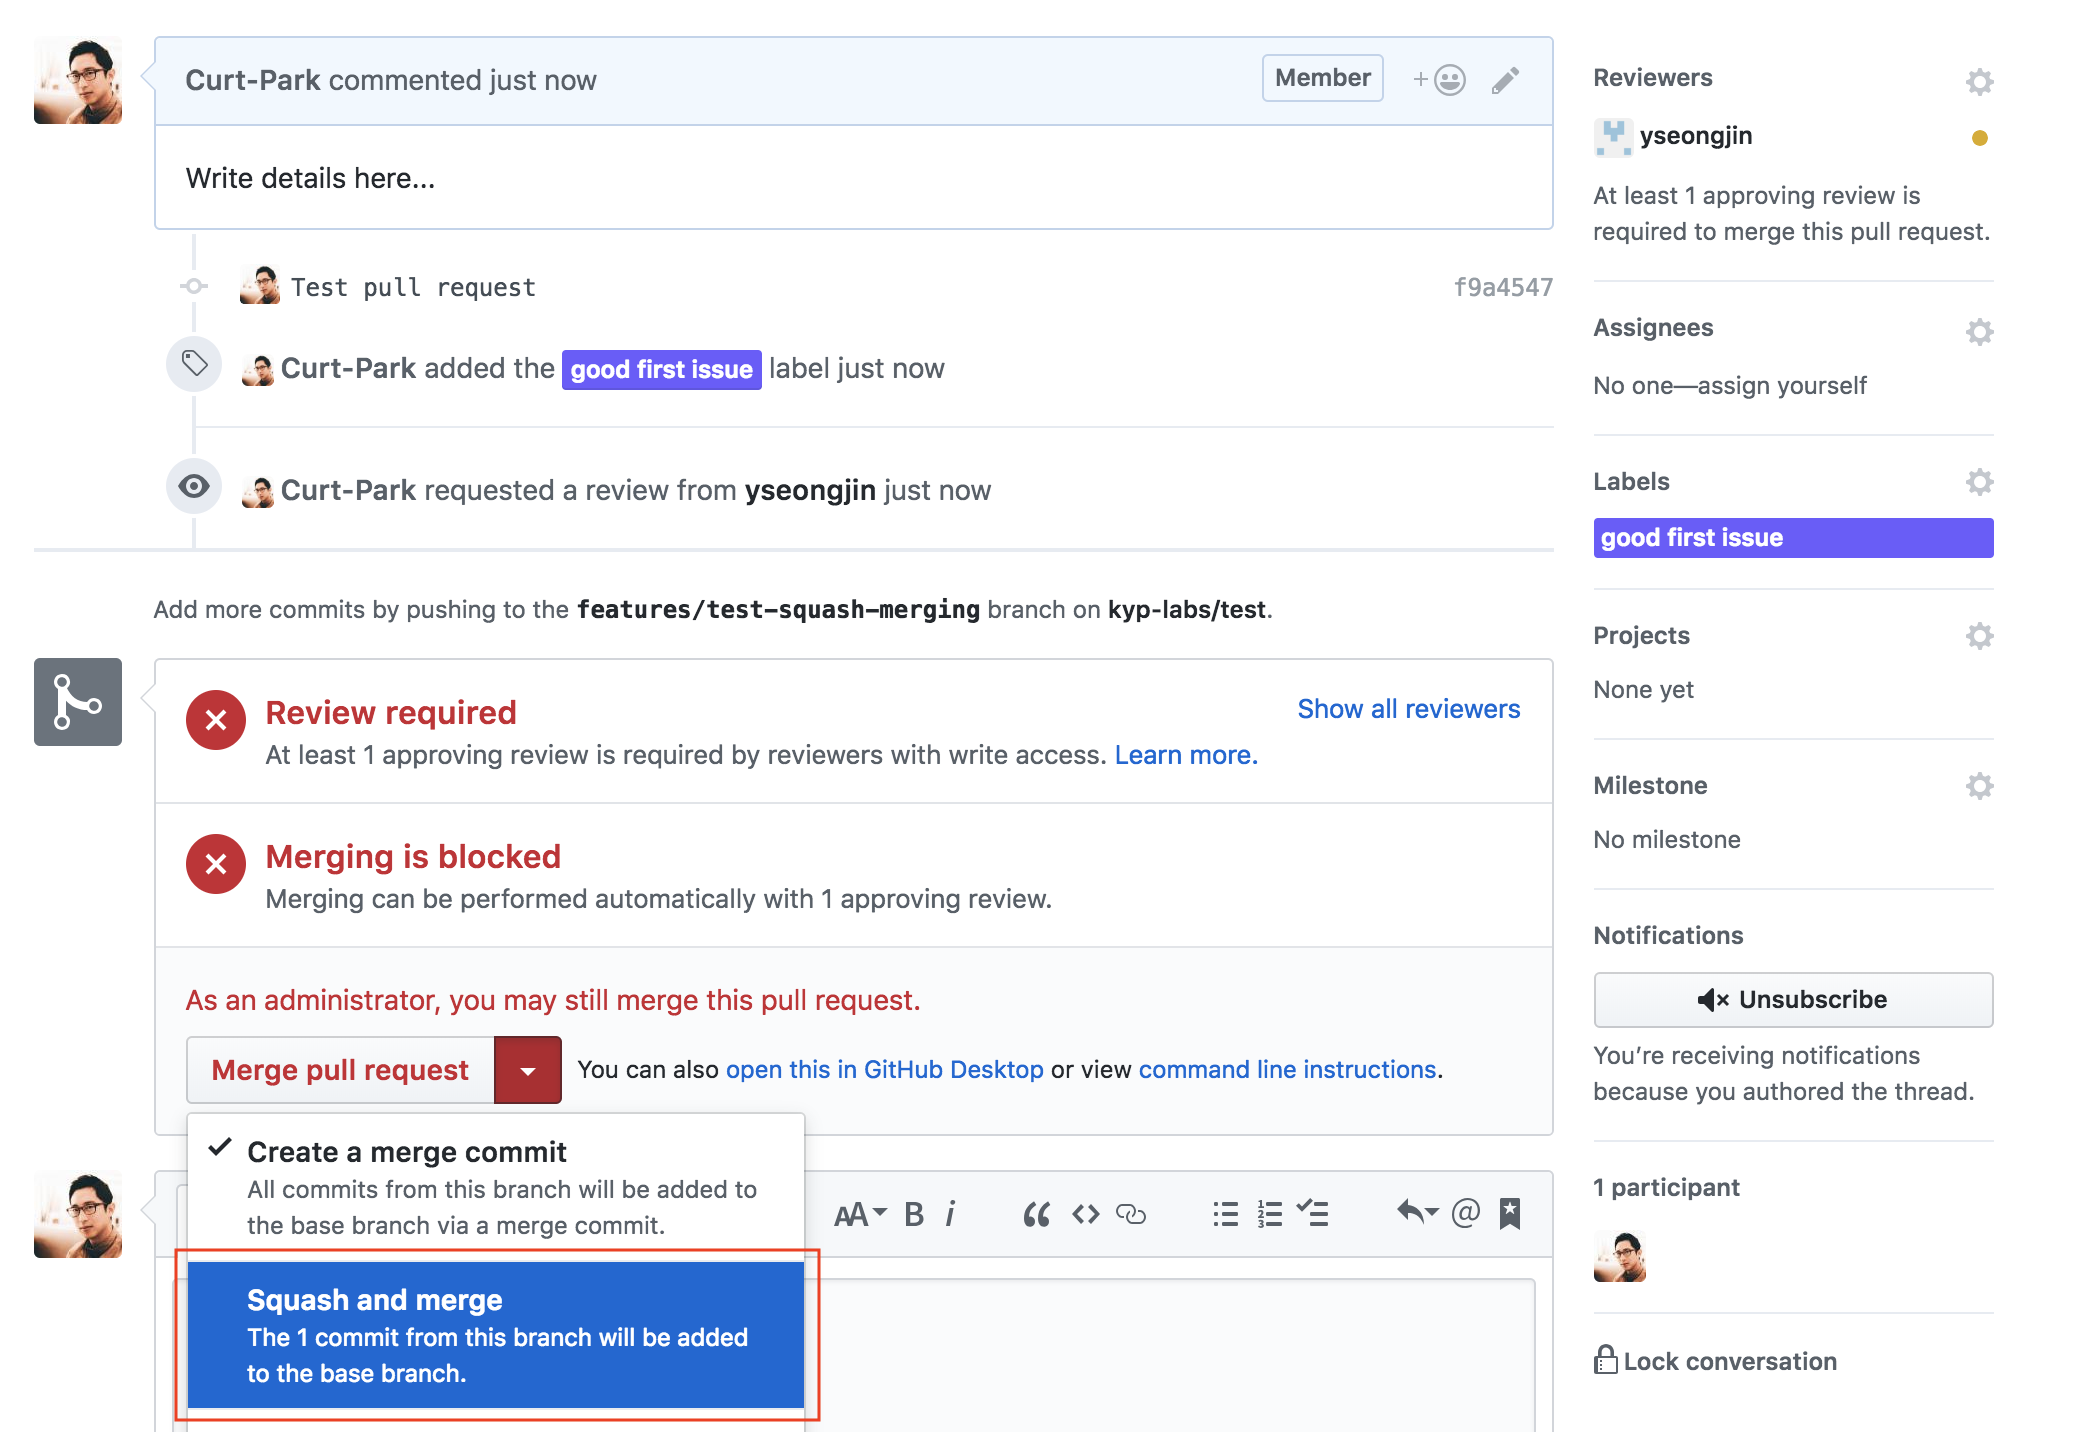 Curt-Park commented just now
Member
Write details here...
Test pull request
f9a4547
Curt-Park added the good first issue label just now
Curt-Park requested a review from yseongjin just now
Add more commits by pushing to the features/test-squash-merging branch on kyp-labs/test.
Review required
Show all reviewers
At least 1 approving review is required by reviewers with write access. Learn more.
Merging is blocked
Merging can be performed automatically with 1 approving review.
As an administrator, you may still merge this pull request.
Merge pull request
You can also open this in GitHub Desktop or view command line instructions.
Create a merge commit
All commits from this branch will be added to
the base branch via a merge commit.
Squash and merge
The 1 commit from this branch will be added
to the base branch.
Reviewers
yseongjin
At least 1 approving review is
required to merge this pull request.
Assignees
No one—assign yourself
Labels
good first issue
Projects
None yet
Milestone
No milestone
Notifications
Unsubscribe
You’re receiving notifications
because you authored the thread.
1 participant
Lock conversation